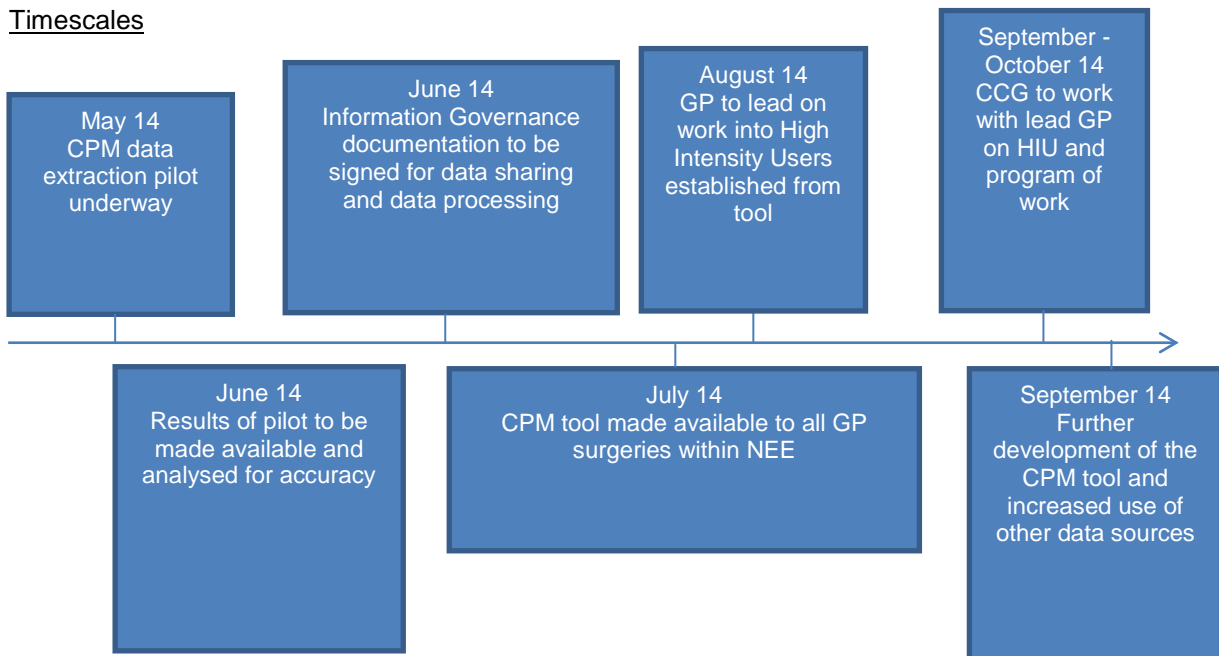 Timescales
May 14
CPM data
extraction pilot
underway
June 14
Information Governance
documentation to be
signed for data sharing
and data processing
August 14
GP to lead on
work into High
Intensity Users
established from
tool
September -
October 14
CCG to work
with lead GP
on HIU and
program of
work
June 14
Results of pilot to be
made available and
analysed for accuracy
July 14
CPM tool made available to all GP
surgeries within NEE
September 14
Further
development of the
CPM tool and
increased use of
other data sources